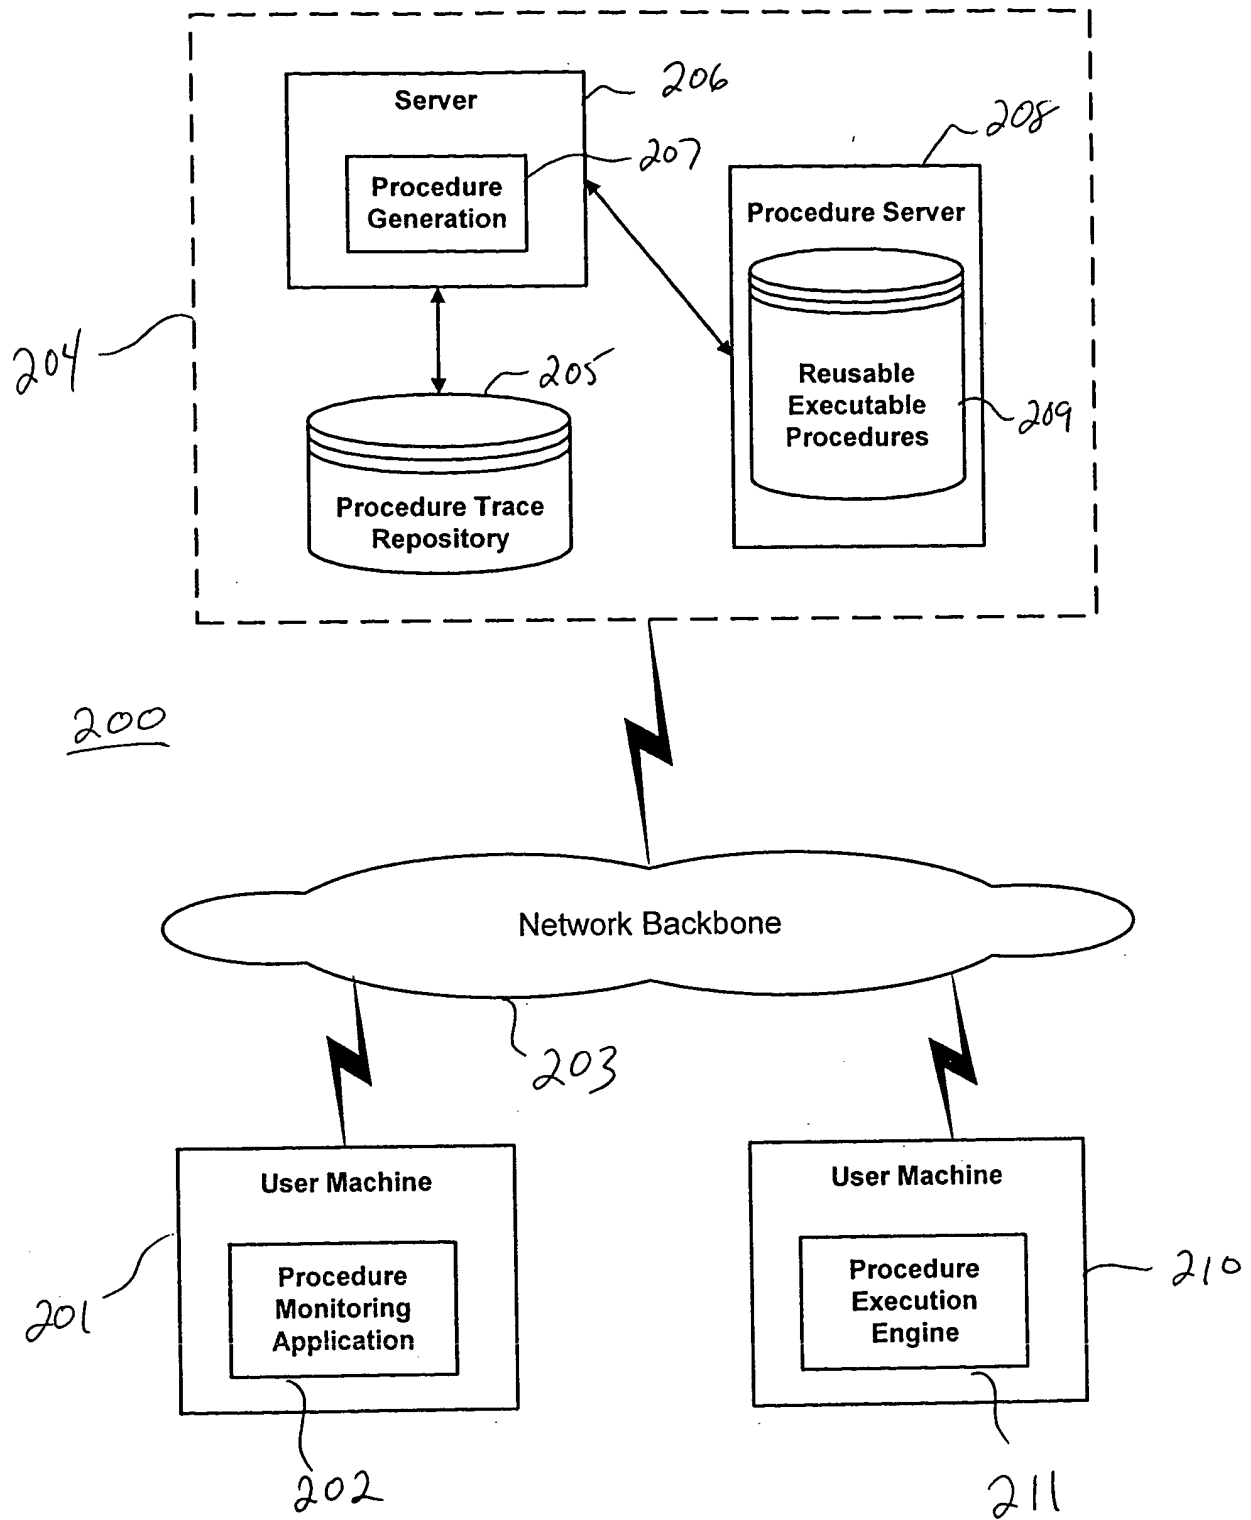 206
Server
207
Procedure
Generation
208
Procedure Server
204
205
Reusable
Executable
Procedures
209
Procedure Trace
Repository
200
Network Backbone
203
User Machine
User Machine
201
Procedure
Monitoring
Application
Procedure
Execution
Engine
210
202
211